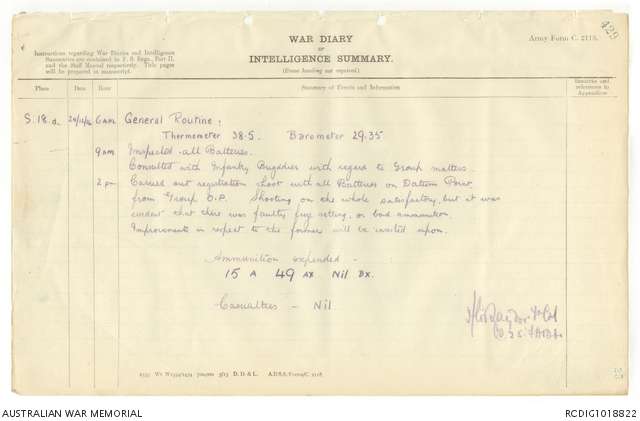 429
WAR DIARY
OR
INTELLIGENCE SUMMARY.
(Erase heading not required.)
Army Form C. 2118.
Instructions regarding War Diaries and Intelligence
Summaries are contained in F. S. Regs., Part II.
and the Staff Manual respectively. Title pages
will be prepared in manuscript.
Place Date Hour Summary of Events and Information Remarks and references to Appendices
S.18.a. 6am General Routine:
Thermometer 38.5. Barometer 29.35
9am Inspected all Batteries.
Consulted with Infantry Brigadier with regard to Group matters.
2pm Carried out registration shoot with all Batteries on Datum Point
from Group O.P. Shooting on the whole satisfactory, but it was
evident that there was faulty fuze setting, or bad ammunition.
Improvements in respect to the former will be insisted upon.
Ammunition expended -
15 A 49 AX Nil BX.
Casualties - Nil
Lt Col
D. D. & L. A.D.S.S./Forms/C. 2118.
AUSTRALIAN WAR MEMORIAL
RCDIG1018822